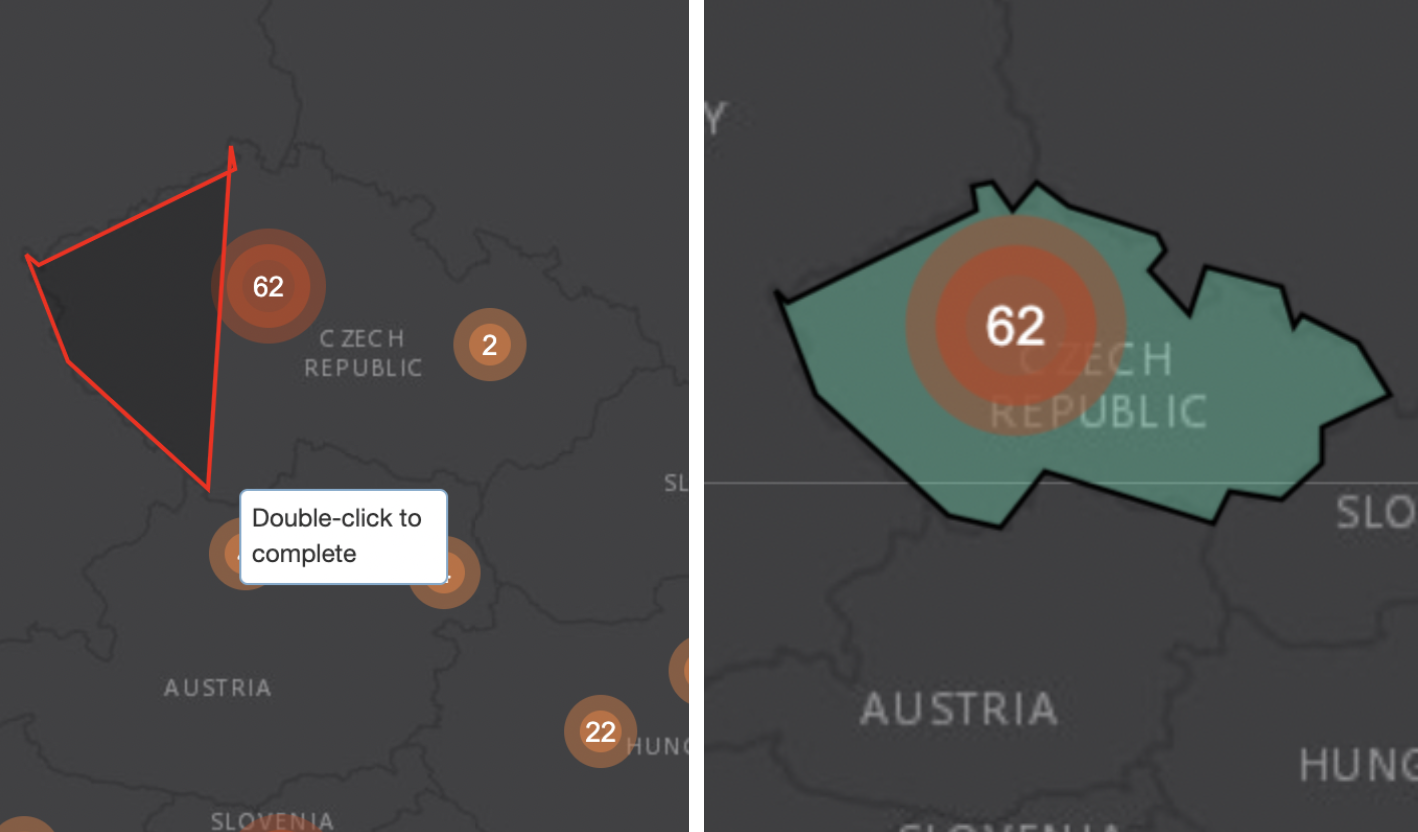 62
CZECH
REPUBLIC
2
SL
Double-click to
complete
AUSTRIA
22
HUNG
SLOVENIA
Y
62
CZECH
REPUBLIC
SLO
AUSTRIA
HUNG
SLOVENIA